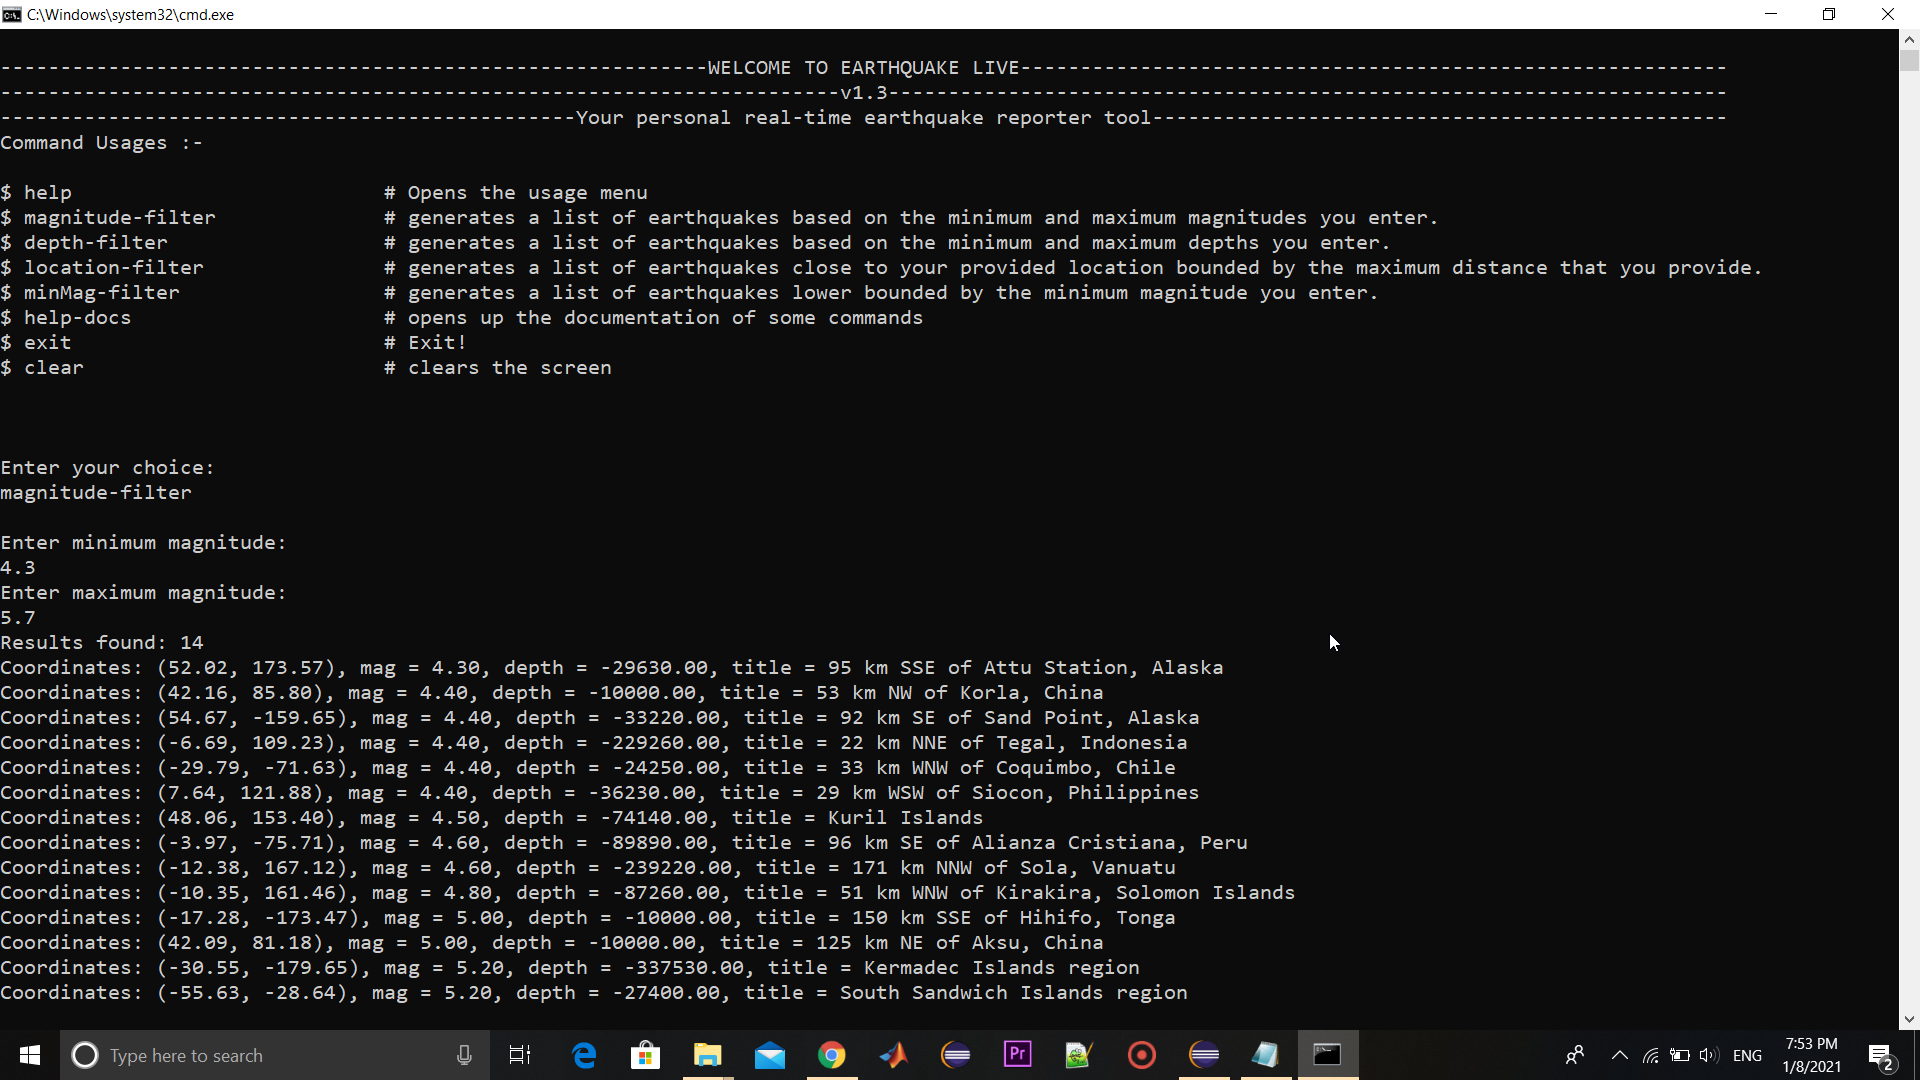 C:\Windows\system32\cmd.exe
-----------------------------------------------------------WELCOME TO EARTHQUAKE LIVE-----------------------------------------------------------
----------------------------------------------------------------------v1.3----------------------------------------------------------------------
------------------------------------------------Your personal real-time earthquake reporter tool------------------------------------------------
Command Usages :-
$ help                          # Opens the usage menu
$ magnitude-filter              # generates a list of earthquakes based on the minimum and maximum magnitudes you enter.
$ depth-filter                  # generates a list of earthquakes based on the minimum and maximum depths you enter.
$ location-filter               # generates a list of earthquakes close to your provided location bounded by the maximum distance that you provide.
$ minMag-filter                 # generates a list of earthquakes lower bounded by the minimum magnitude you enter.
$ help-docs                     # opens up the documentation of some commands
$ exit                          # Exit!
$ clear                         # clears the screen
Enter your choice:
magnitude-filter
Enter minimum magnitude:
4.3
Enter maximum magnitude:
5.7
Results found: 14
Coordinates: (52.02, 173.57), mag = 4.30, depth = -29630.00, title = 95 km SSE of Attu Station, Alaska
Coordinates: (42.16, 85.80), mag = 4.40, depth = -10000.00, title = 53 km NW of Korla, China
Coordinates: (54.67, -159.65), mag = 4.40, depth = -33220.00, title = 92 km SE of Sand Point, Alaska
Coordinates: (-6.69, 109.23), mag = 4.40, depth = -229260.00, title = 22 km NNE of Tegal, Indonesia
Coordinates: (-29.79, -71.63), mag = 4.40, depth = -24250.00, title = 33 km WNW of Coquimbo, Chile
Coordinates: (7.64, 121.88), mag = 4.40, depth = -36230.00, title = 29 km WSW of Siocon, Philippines
Coordinates: (48.06, 153.40), mag = 4.50, depth = -74140.00, title = Kuril Islands
Coordinates: (-3.97, -75.71), mag = 4.60, depth = -89890.00, title = 96 km SE of Alianza Cristiana, Peru
Coordinates: (-12.38, 167.12), mag = 4.60, depth = -239220.00, title = 171 km NNW of Sola, Vanuatu
Coordinates: (-10.35, 161.46), mag = 4.80, depth = -87260.00, title = 51 km WNW of Kirakira, Solomon Islands
Coordinates: (-17.28, -173.47), mag = 5.00, depth = -10000.00, title = 150 km SSE of Hihifo, Tonga
Coordinates: (42.09, 81.18), mag = 5.00, depth = -10000.00, title = 125 km NE of Aksu, China
Coordinates: (-30.55, -179.65), mag = 5.20, depth = -337530.00, title = Kermadec Islands region
Coordinates: (-55.63, -28.64), mag = 5.20, depth = -27400.00, title = South Sandwich Islands region
Type here to search
Pr
ENG
7:53 PM
1/8/2021
2